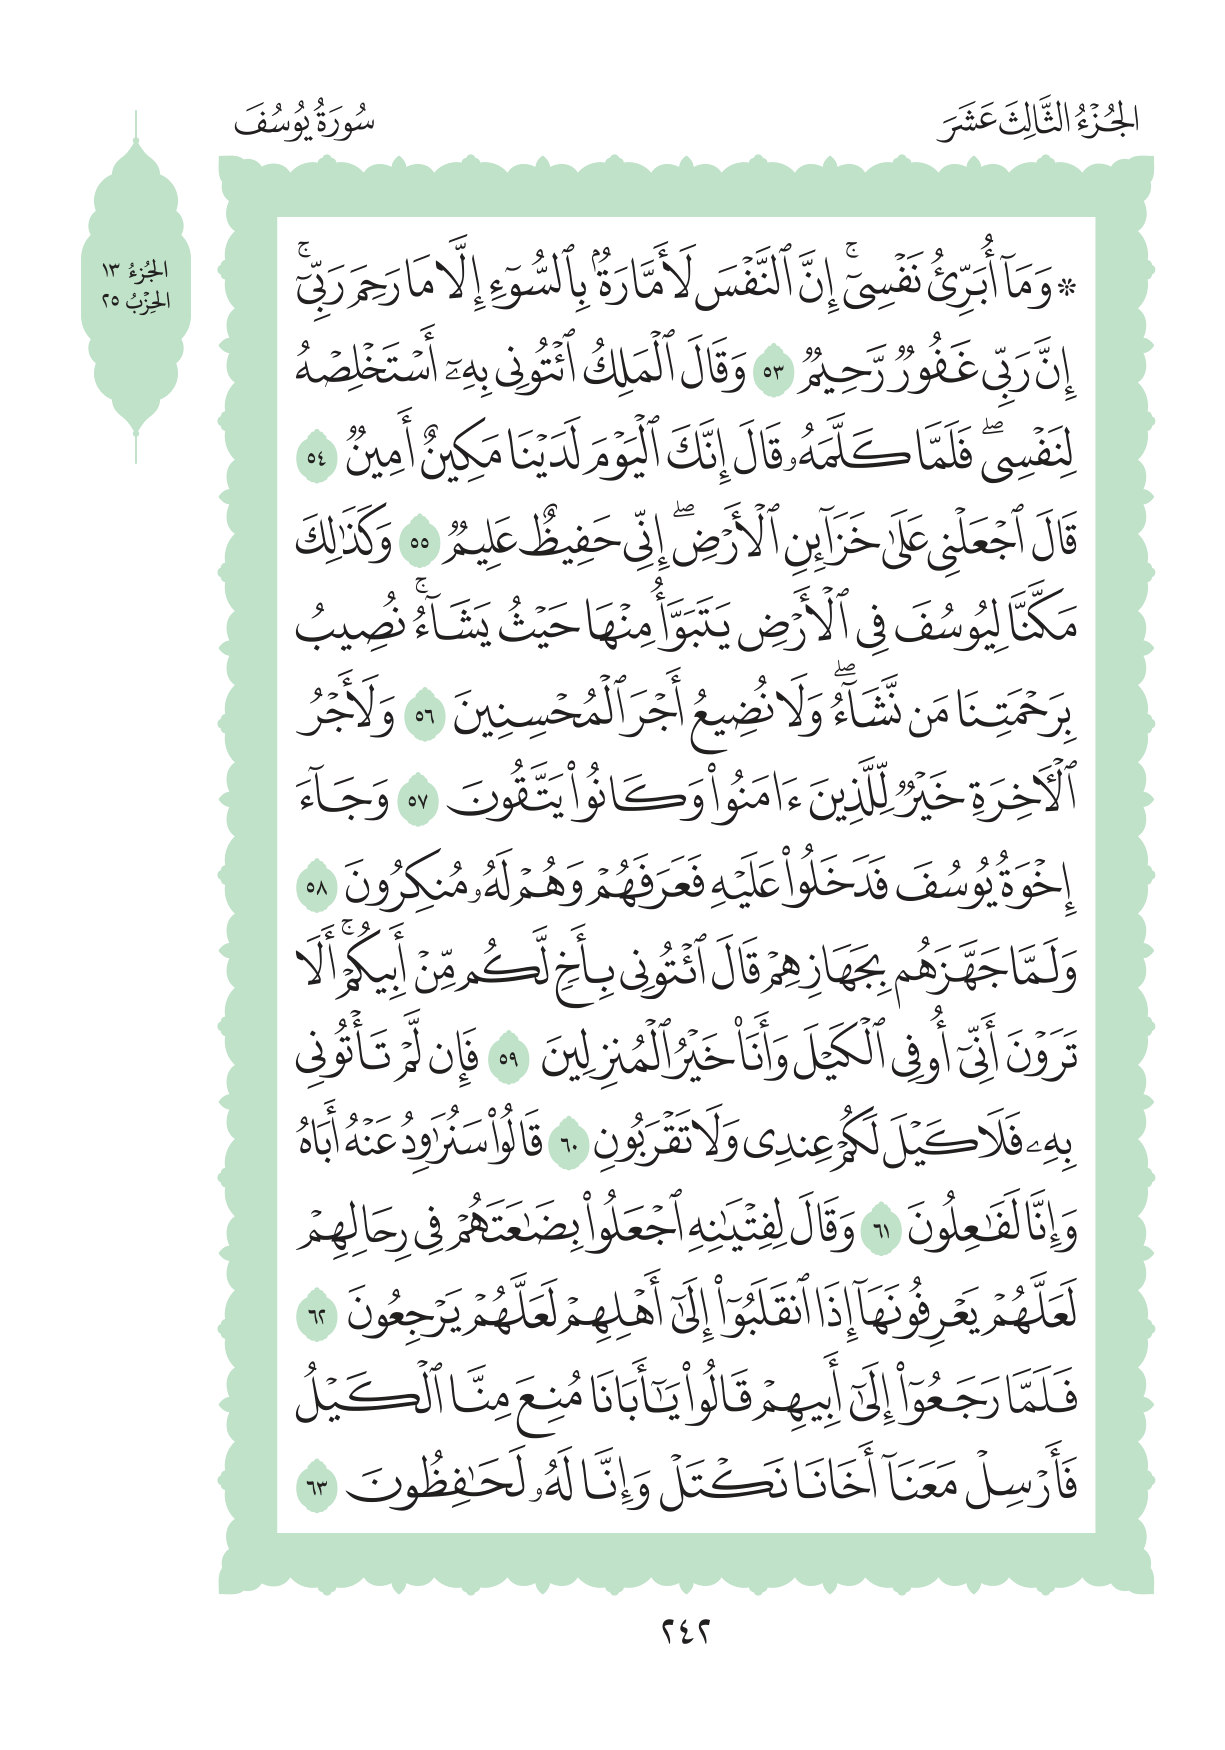 الجُزْءُ الثَّالِثَ عَشَرَ
سُورَةُ يُوسُفَ
الجُزءُ ١٣
الحِزْبُ ٢٥
۞ وَمَآ أُبَرِّئُ نَفْسِىٓۚ إِنَّ ٱلنَّفْسَ لَأَمَّارَةُۢ بِٱلسُّوٓءِ إِلَّا مَا رَحِمَ رَبِّىٓۚ
إِنَّ رَبِّى غَفُورٌ رَّحِيمٌ ٥٣ وَقَالَ ٱلْمَلِكُ ٱئْتُونِى بِهِۦٓ أَسْتَخْلِصْهُ
لِنَفْسِىۖ فَلَمَّا كَلَّمَهُۥ قَالَ إِنَّكَ ٱلْيَوْمَ لَدَيْنَا مَكِينٌ أَمِينٌ ٥٤
قَالَ ٱجْعَلْنِى عَلَىٰ خَزَآئِنِ ٱلْأَرْضِۖ إِنِّى حَفِيظٌ عَلِيمٌ ٥٥ وَكَذَٰلِكَ
مَكَّنَّا لِيُوسُفَ فِى ٱلْأَرْضِ يَتَبَوَّأُ مِنْهَا حَيْثُ يَشَآءُۚ نُصِيبُ
بِرَحْمَتِنَا مَن نَّشَآءُۖ وَلَا نُضِيعُ أَجْرَ ٱلْمُحْسِنِينَ ٥٦ وَلَأَجْرُ
ٱلْـَٔاخِرَةِ خَيْرٌ لِّلَّذِينَ ءَامَنُوا۟ وَكَانُوا۟ يَتَّقُونَ ٥٧ وَجَآءَ
إِخْوَةُ يُوسُفَ فَدَخَلُوا۟ عَلَيْهِ فَعَرَفَهُمْ وَهُمْ لَهُۥ مُنكِرُونَ ٥٨
وَلَمَّا جَهَّزَهُم بِجَهَازِهِمْ قَالَ ٱئْتُونِى بِأَخٍ لَّكُم مِّنْ أَبِيكُمْۚ أَلَا
تَرَوْنَ أَنِّىٓ أُوفِى ٱلْكَيْلَ وَأَنَا۠ خَيْرُ ٱلْمُنزِلِينَ ٥٩ فَإِن لَّمْ تَأْتُونِى
بِهِۦ فَلَا كَيْلَ لَكُمْ عِندِى وَلَا تَقْرَبُونِ ٦٠ قَالُوا۟ سَنُرَٰوِدُ عَنْهُ أَبَاهُ
وَإِنَّا لَفَـٰعِلُونَ ٦١ وَقَالَ لِفِتْيَـٰنِهِ ٱجْعَلُوا۟ بِضَـٰعَتَهُمْ فِى رِحَالِهِمْ
لَعَلَّهُمْ يَعْرِفُونَهَآ إِذَا ٱنقَلَبُوٓا۟ إِلَىٰٓ أَهْلِهِمْ لَعَلَّهُمْ يَرْجِعُونَ ٦٢
فَلَمَّا رَجَعُوٓا۟ إِلَىٰٓ أَبِيهِمْ قَالُوا۟ يَـٰٓأَبَانَا مُنِعَ مِنَّا ٱلْكَيْلُ
فَأَرْسِلْ مَعَنَآ أَخَانَا نَكْتَلْ وَإِنَّا لَهُۥ لَحَـٰفِظُونَ ٦٣
٢٤٢